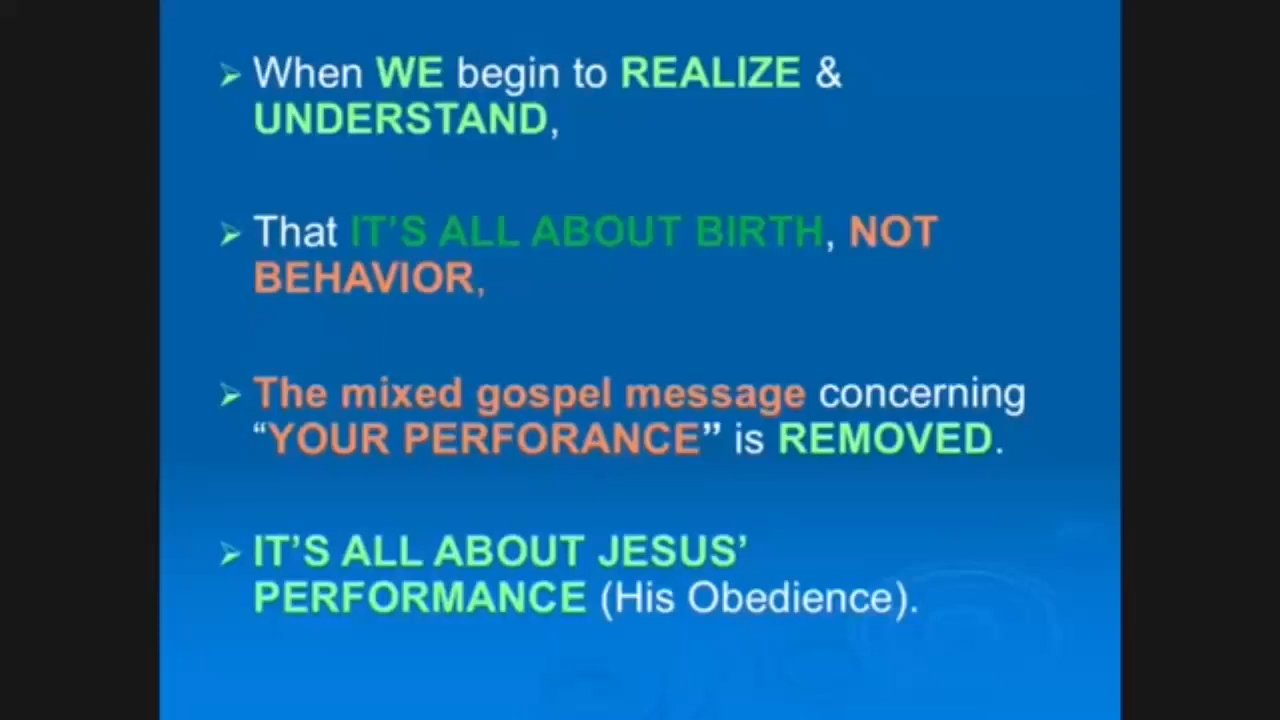 When WE begin to REALIZE &
UNDERSTAND,
That IT’S ALL ABOUT BIRTH, NOT
BEHAVIOR,
The mixed gospel message concerning
“YOUR PERFORANCE” is REMOVED.
IT’S ALL ABOUT JESUS’
PERFORMANCE (His Obedience).